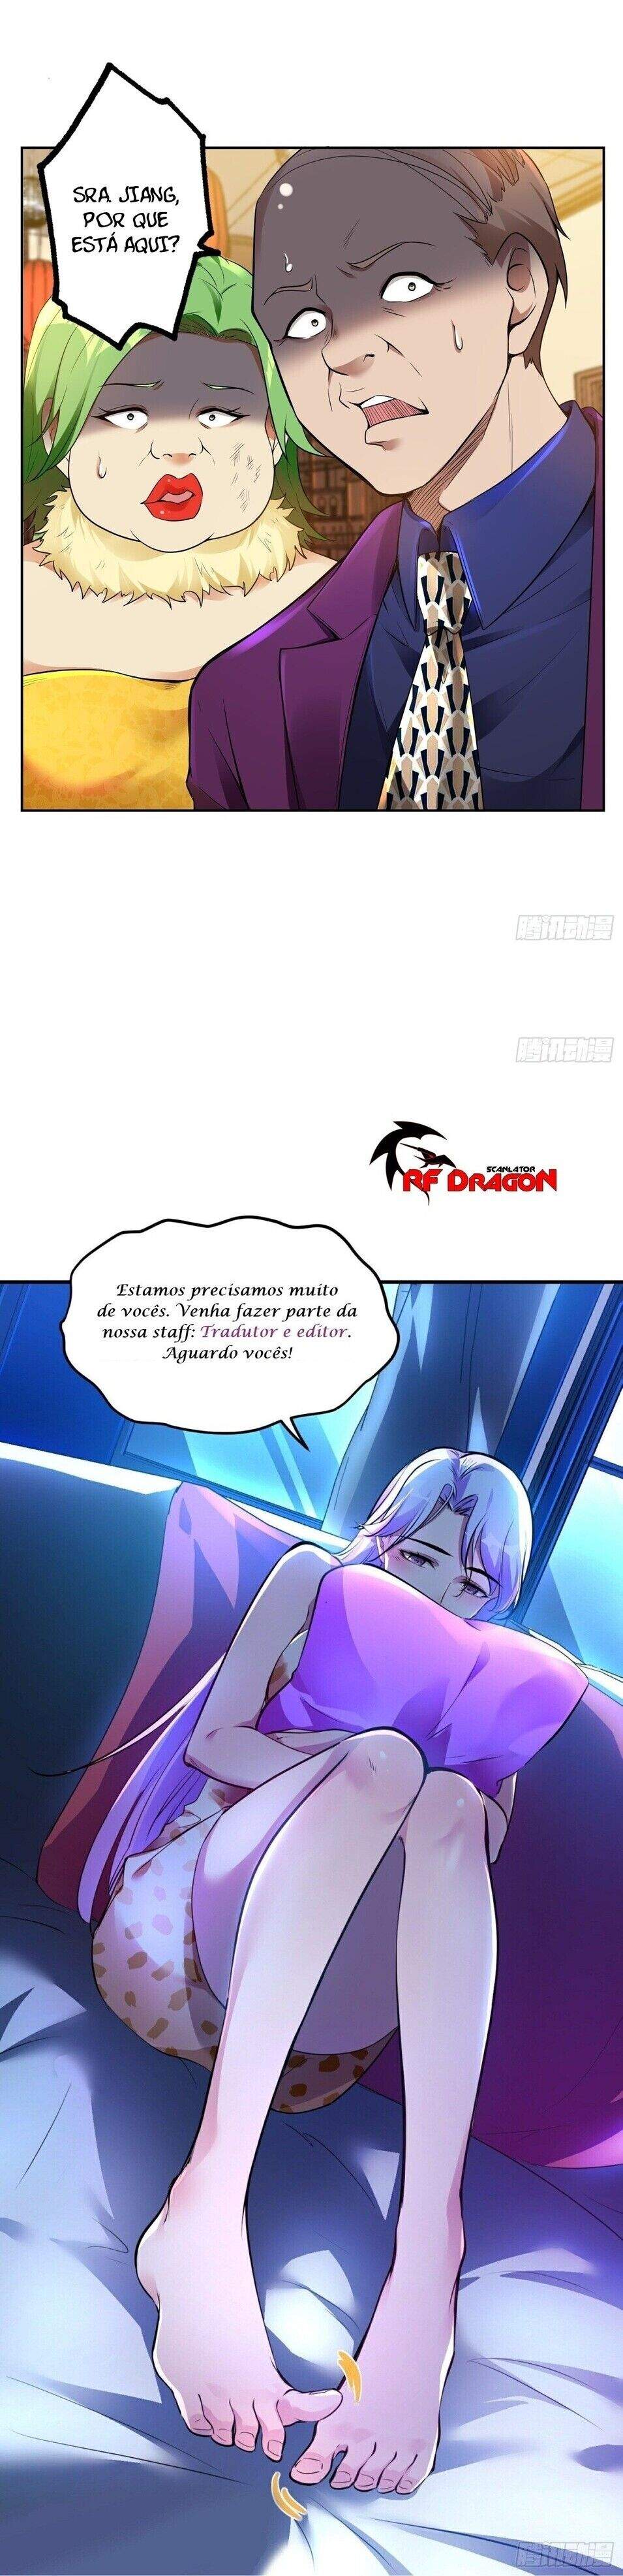 SRA. JIANG,
POR QUE
ESTÁ AQUI?
腾讯动漫
腾讯动漫
SCANLATOR
RF DRAGON
Estamos precisamos muito
de vocês. Venha fazer parte da
nossa staff: Tradutor e editor.
Aguardo vocês!
腾讯动漫